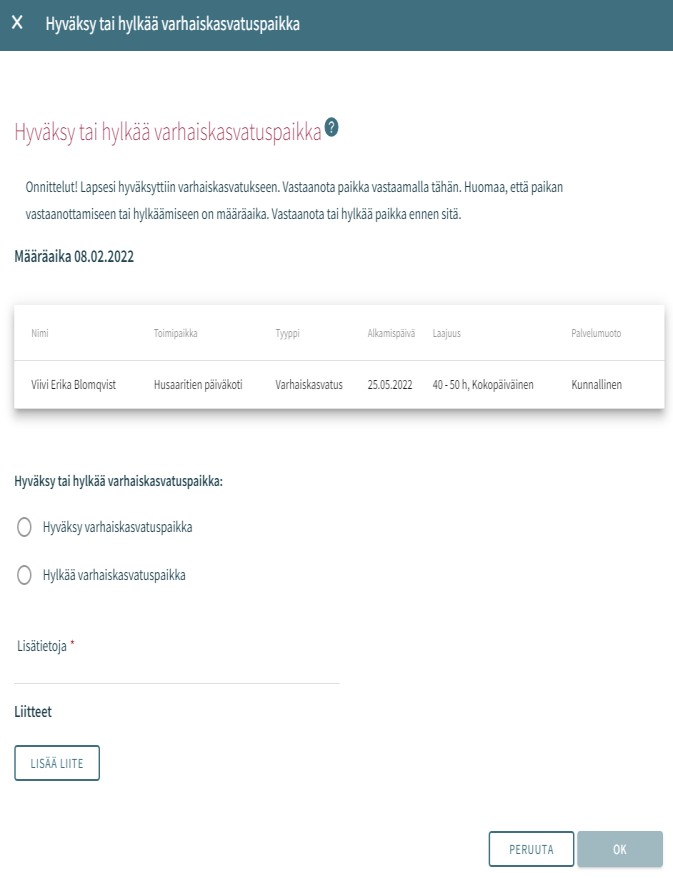 X Hyväksy tai hylkää varhaiskasvatuspaikka
Hyväksy tai hylkää varhaiskasvatuspaikka ?
Onnittelut! Lapsesi hyväksyttiin varhaiskasvatukseen. Vastaanota paikka vastaamalla tähän. Huomaa, että paikan
vastaanottamiseen tai hylkäämiseen on määräaika. Vastaanota tai hylkää paikka ennen sitä.
Määräaika 08.02.2022
Nimi Toimipaikka Tyyppi Alkamispäivä Laajuus Palvelumuoto
Viivi Erika Blomqvist Husaaritien päiväkoti Varhaiskasvatus 25.05.2022 40 - 50 h, Kokopäiväinen Kunnallinen
Hyväksy tai hylkää varhaiskasvatuspaikka:
Hyväksy varhaiskasvatuspaikka
Hylkää varhaiskasvatuspaikka
Lisätietoja *
Liitteet
LISÄÄ LIITE
PERUUTA OK